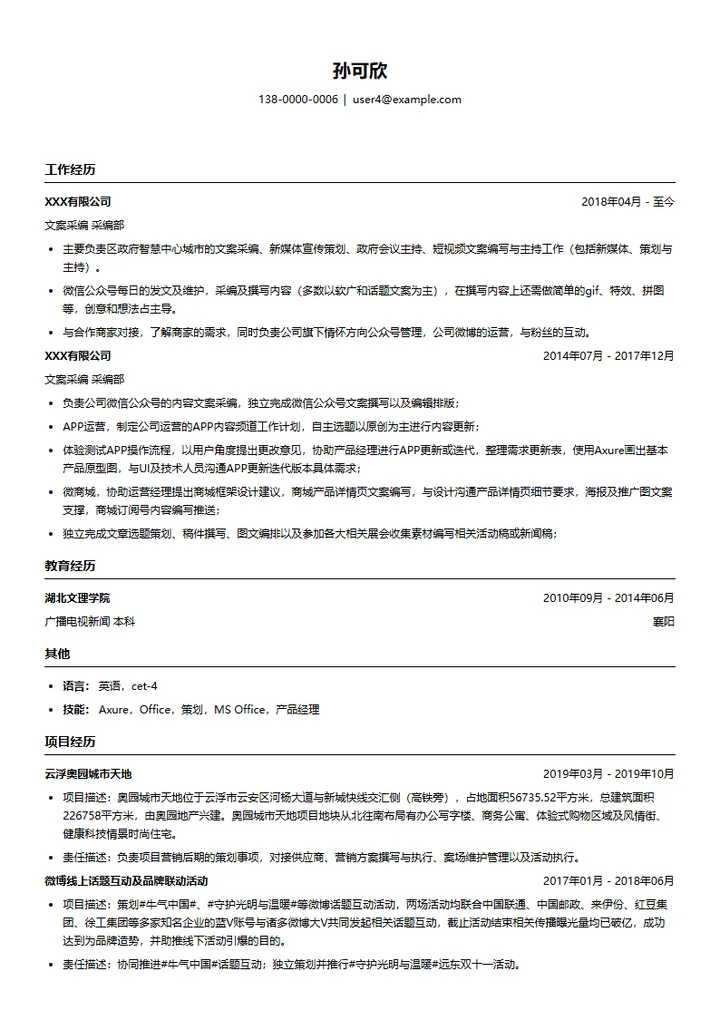 孙可欣
138-0000-0006 | user4@example.com
工作经历
XXX有限公司 2018年04月 - 至今
文案采编 采编部
• 主要负责区政府智慧中心城市的文案采编、新媒体宣传策划、政府会议主持、短视频文案编写与主持工作（包括新媒体、策划与
主持）。
• 微信公众号每日的发文及维护，采编及撰写内容（多数以软广和话题文案为主），在撰写内容上还需做简单的gif、特效、拼图
等，创意和想法占主导。
• 与合作商家对接，了解商家的需求，同时负责公司旗下情怀方向公众号管理，公司微博的运营，与粉丝的互动。
XXX有限公司 2014年07月 - 2017年12月
文案采编 采编部
• 负责公司微信公众号的内容文案采编，独立完成微信公众号文案撰写以及编辑排版；
• APP运营，制定公司运营的APP内容频道工作计划，自主选题以原创为主进行内容更新；
• 体验测试APP操作流程，以用户角度提出更改意见，协助产品经理进行APP更新或迭代，整理需求更新表，使用Axure画出基本
产品原型图，与UI及技术人员沟通APP更新迭代版本具体需求；
• 微商城，协助运营经理提出商城框架设计建议，商城产品详情页文案编写，与设计沟通产品详情页细节要求，海报及推广图文案
支撑，商城订阅号内容编写推送；
• 独立完成文章选题策划、稿件撰写、图文编排以及参加各大相关展会收集素材编写相关活动稿或新闻稿；
教育经历
湖北文理学院 2010年09月 - 2014年06月
广播电视新闻 本科 襄阳
其他
• 语言： 英语，cet-4
• 技能： Axure，Office，策划，MS Office，产品经理
项目经历
云浮奥园城市天地 2019年03月 - 2019年10月
• 项目描述：奥园城市天地位于云浮市云安区河杨大道与新城快线交汇侧（高铁旁），占地面积56735.52平方米，总建筑面积
226758平方米，由奥园地产兴建。奥园城市天地项目地块从北往南布局有办公写字楼、商务公寓、体验式购物区域及风情街、
健康科技情景时尚住宅。
• 责任描述：负责项目营销后期的策划事项，对接供应商、营销方案撰写与执行、案场维护管理以及活动执行。
微博线上话题互动及品牌联动活动 2017年01月 - 2018年06月
• 项目描述：策划#牛气中国#、#守护光明与温暖#等微博话题互动活动，两场活动均联合中国联通、中国邮政、来伊份、红豆集
团、徐工集团等多家知名企业的蓝V账号与诸多微博大V共同发起相关话题互动，截止活动结束相关传播曝光量均已破亿，成功
达到为品牌造势，并助推线下活动引爆的目的。
• 责任描述：协同推进#牛气中国#话题互动；独立策划并推行#守护光明与温暖#远东双十一活动。